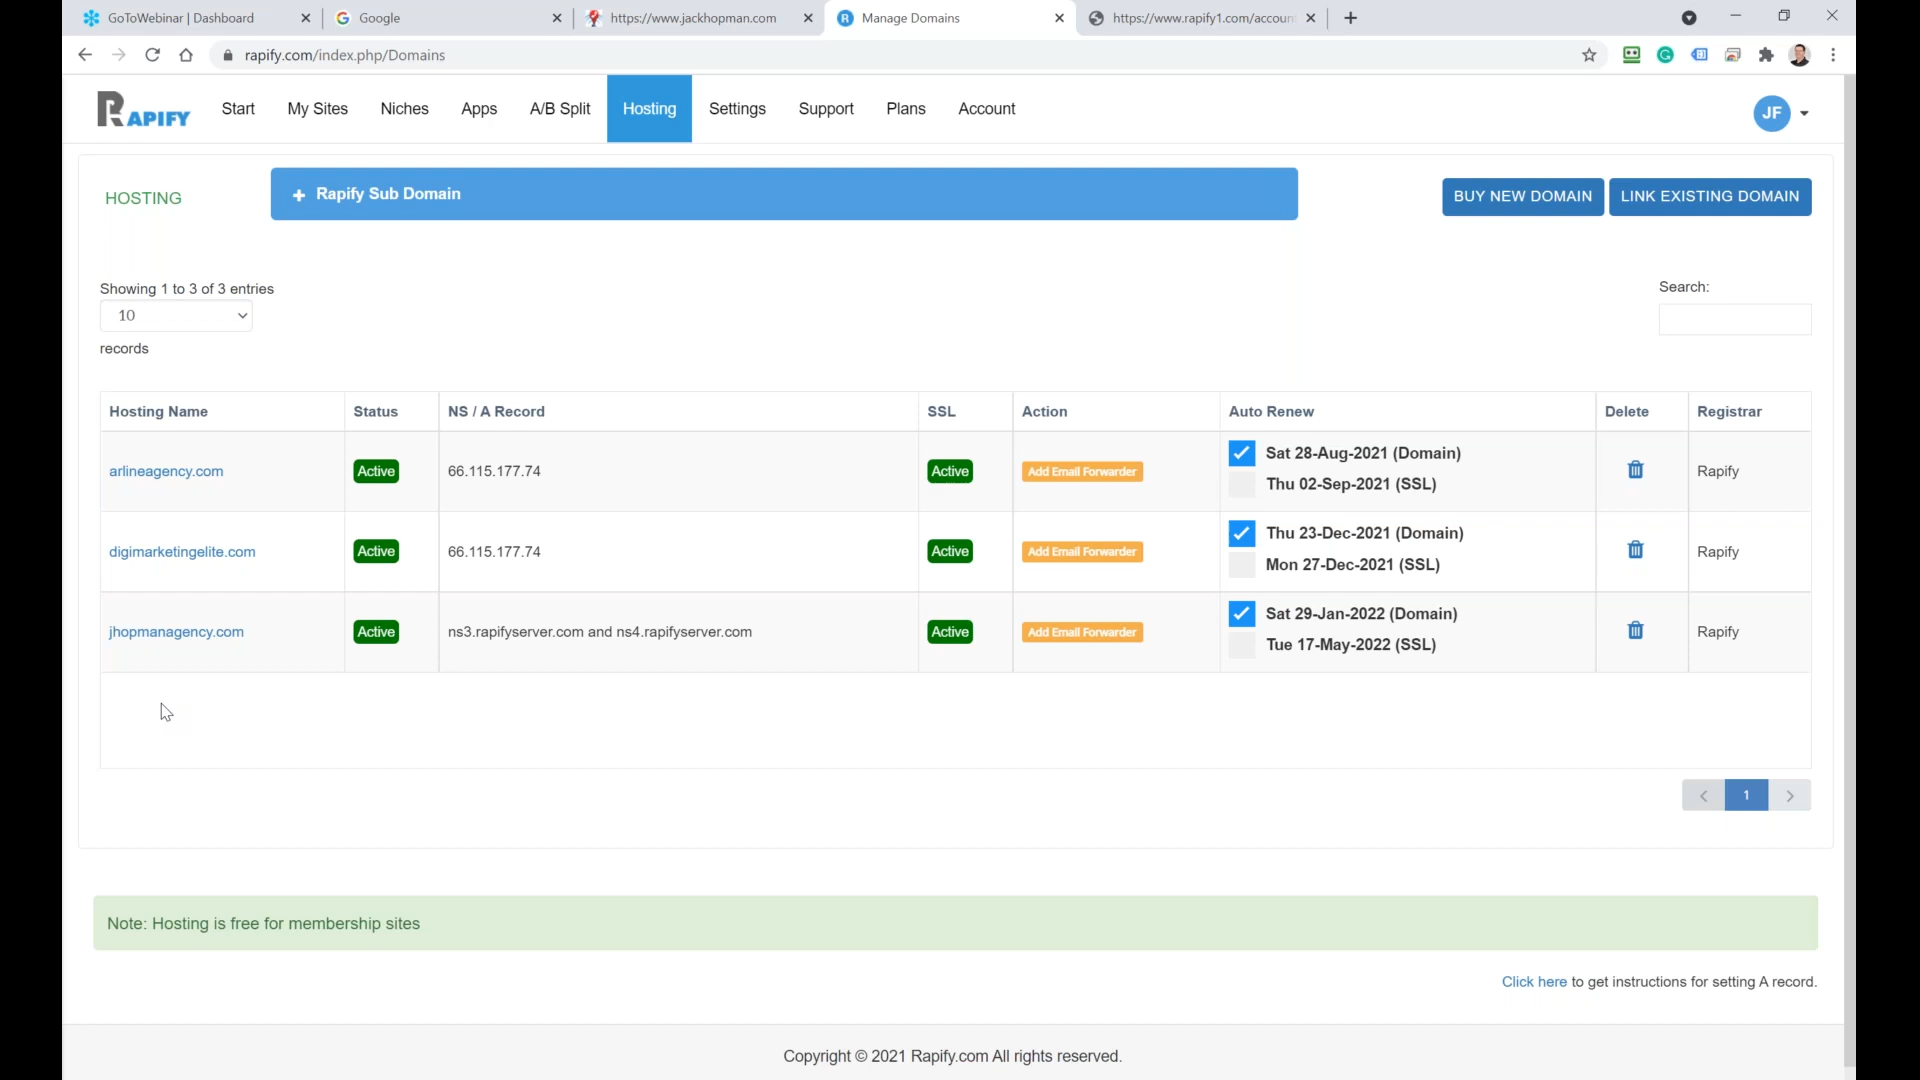 GoToWebinar | Dashboard
Google
https://www.jackhopman.com
Manage Domains
https://www.rapify1.com/accoun
rapify.com/index.php/Domains
RAPIFY
Start
My Sites
Niches
Apps
A/B Split
Hosting
Settings
Support
Plans
Account
JF
HOSTING
+ Rapify Sub Domain
BUY NEW DOMAIN
LINK EXISTING DOMAIN
Showing 1 to 3 of 3 entries
Search:
10
records
Hosting Name Status NS / A Record SSL Action Auto Renew Delete Registrar
arlineagency.com Active 66.115.177.74 Active Add Email Forwarder Sat 28-Aug-2021 (Domain) Rapify
Thu 02-Sep-2021 (SSL)
digimarketingelite.com Active 66.115.177.74 Active Add Email Forwarder Thu 23-Dec-2021 (Domain) Rapify
Mon 27-Dec-2021 (SSL)
jhopmanagency.com Active ns3.rapifyserver.com and ns4.rapifyserver.com Active Add Email Forwarder Sat 29-Jan-2022 (Domain) Rapify
Tue 17-May-2022 (SSL)
1
Note: Hosting is free for membership sites
Click here to get instructions for setting A record.
Copyright © 2021 Rapify.com All rights reserved.